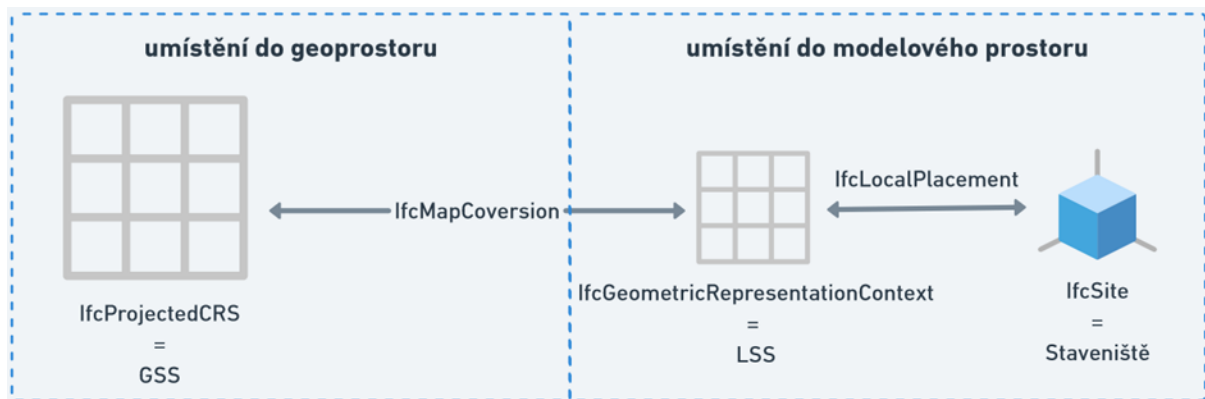 umístění do geoprostoru
umístění do modelového prostoru
IfcMapCoversion
IfcLocalPlacement
IfcProjectedCRS
=
GSS
IfcGeometricRepresentationContext
=
LSS
IfcSite
=
Staveniště